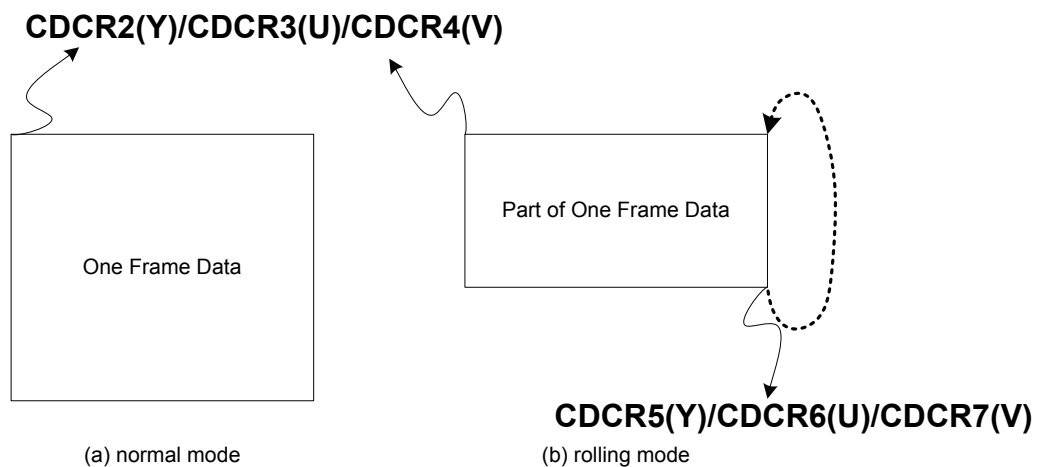 CDCR2(Y)/CDCR3(U)/CDCR4(V)
Part of One Frame Data
One Frame Data
CDCR5(Y)/CDCR6(U)/CDCR7(V)
(a) normal mode
(b) rolling mode